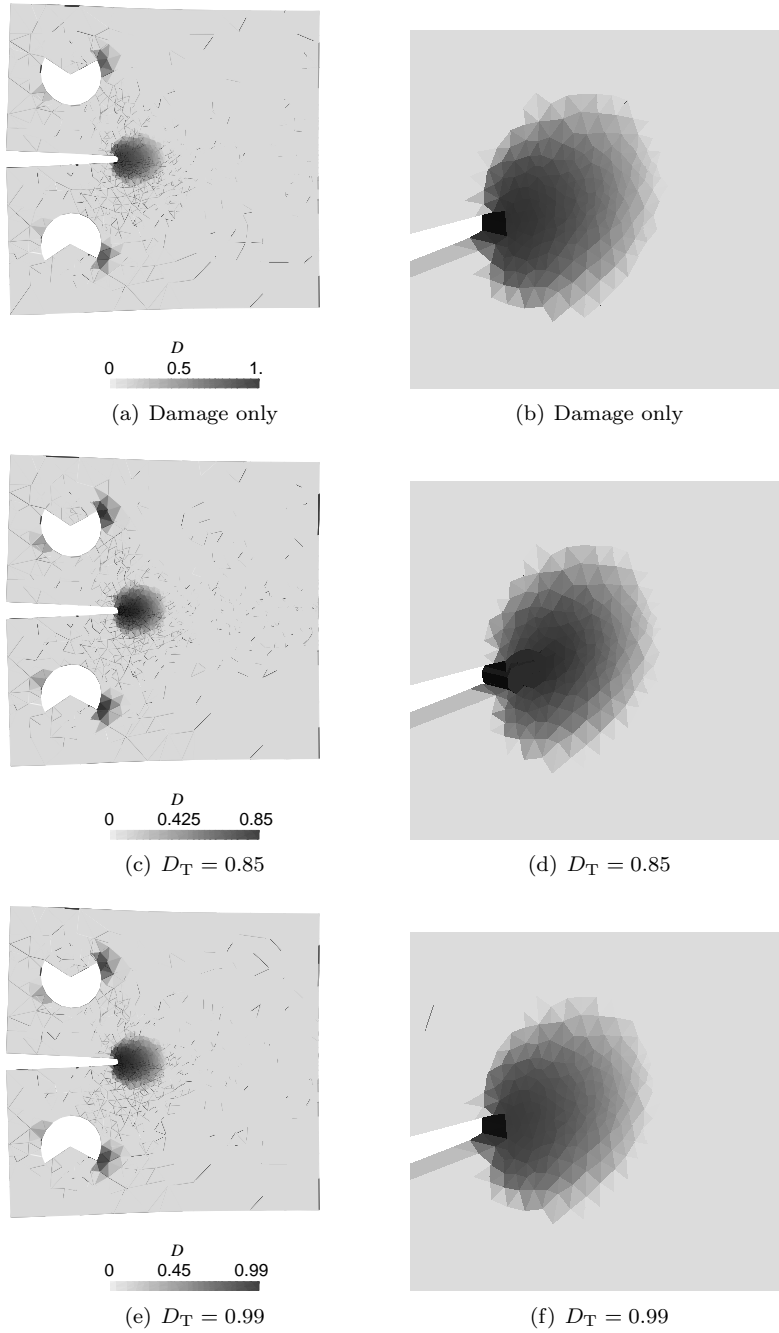 D
0 0.5 1.
(a) Damage only
(b) Damage only
D
0 0.425 0.85
(c) D_T = 0.85
(d) D_T = 0.85
D
0 0.45 0.99
(e) D_T = 0.99
(f) D_T = 0.99